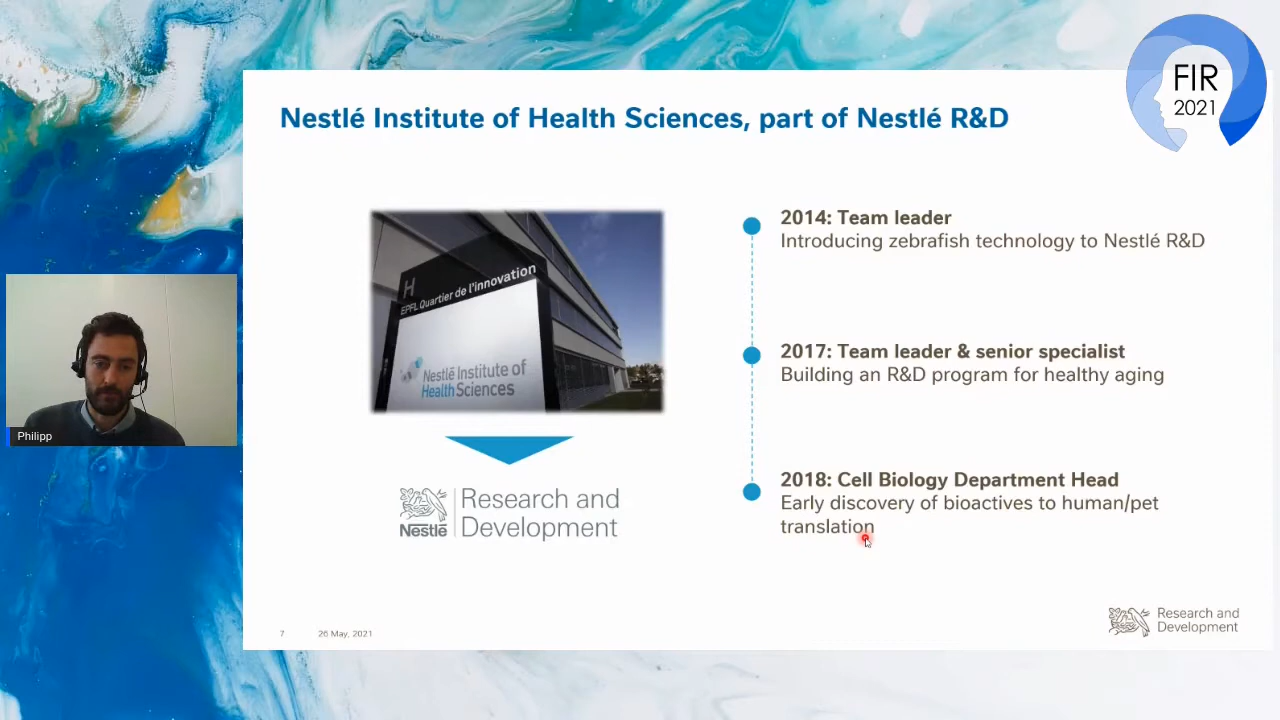 Nestlé Institute of Health Sciences, part of Nestlé R&D
FIR
2021
H
EPFL Quartier de l'innovation
Nestlé Institute of
Health Sciences
Nestlé
Research and
Development
2014: Team leader
Introducing zebrafish technology to Nestlé R&D
2017: Team leader & senior specialist
Building an R&D program for healthy aging
2018: Cell Biology Department Head
Early discovery of bioactives to human/pet
translation
Philipp
7
26 May, 2021
Research and
Development